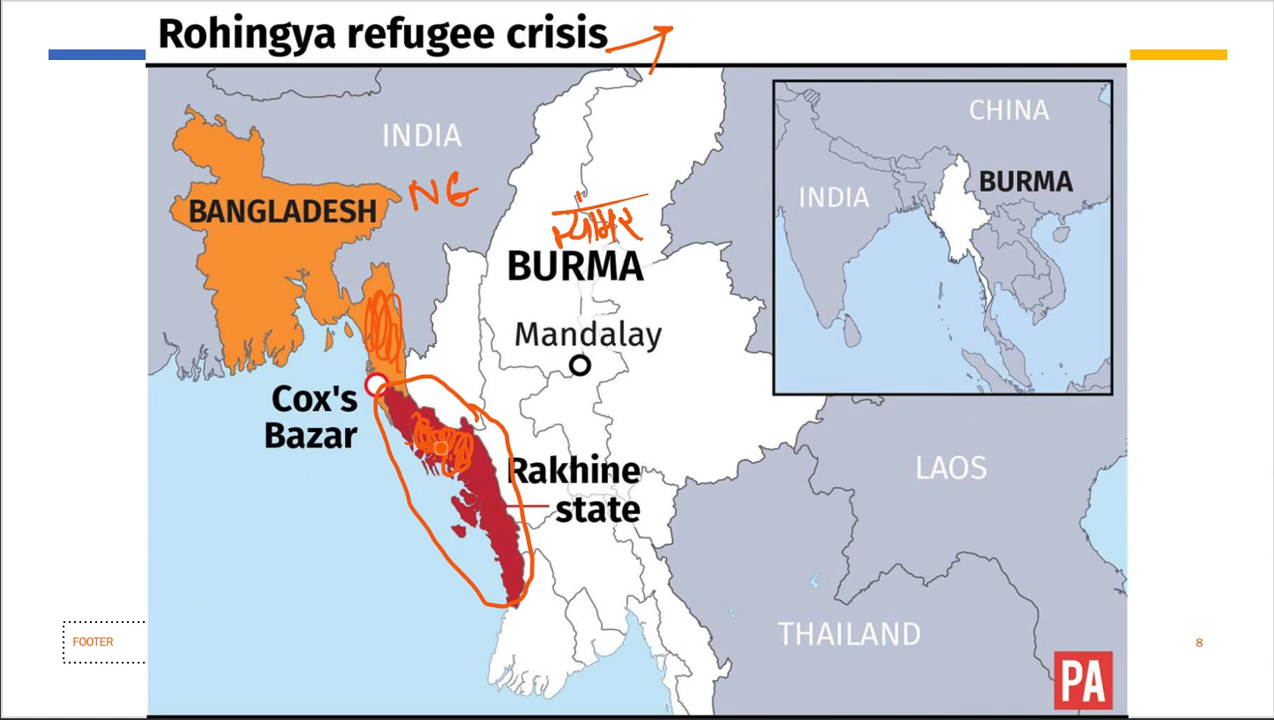 Rohingya refugee crisis
CHINA
INDIA
INDIA
BURMA
BANGLADESH
NE
म्यांमार
BURMA
Mandalay
Cox's
Bazar
Rakhine
state
LAOS
THAILAND
FOOTER
8
PA